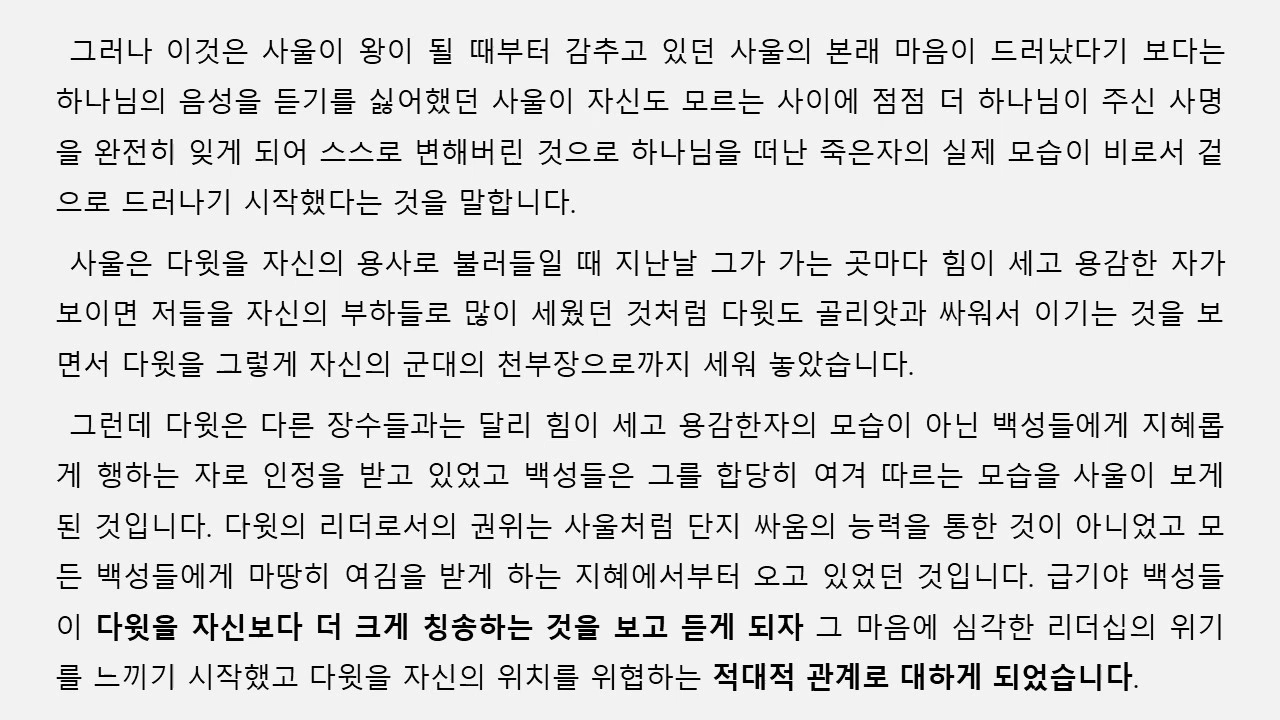 그러나 이것은 사울이 왕이 될 때부터 감추고 있던 사울의 본래 마음이 드러났다기 보다는
하나님의 음성을 듣기를 싫어했던 사울이 자신도 모르는 사이에 점점 더 하나님이 주신 사명
을 완전히 잊게 되어 스스로 변해버린 것으로 하나님을 떠난 죽은자의 실제 모습이 비로서 겉
으로 드러나기 시작했다는 것을 말합니다.
사울은 다윗을 자신의 용사로 불러들일 때 지난날 그가 가는 곳마다 힘이 세고 용감한 자가
보이면 저들을 자신의 부하들로 많이 세웠던 것처럼 다윗도 골리앗과 싸워서 이기는 것을 보
면서 다윗을 그렇게 자신의 군대의 천부장으로까지 세워 놓았습니다.
그런데 다윗은 다른 장수들과는 달리 힘이 세고 용감한자의 모습이 아닌 백성들에게 지혜롭
게 행하는 자로 인정을 받고 있었고 백성들은 그를 합당히 여겨 따르는 모습을 사울이 보게
된 것입니다. 다윗의 리더로서의 권위는 사울처럼 단지 싸움의 능력을 통한 것이 아니었고 모
든 백성들에게 마땅히 여김을 받게 하는 지혜에서부터 오고 있었던 것입니다. 급기야 백성들
이 다윗을 자신보다 더 크게 칭송하는 것을 보고 듣게 되자 그 마음에 심각한 리더십의 위기
를 느끼기 시작했고 다윗을 자신의 위치를 위협하는 적대적 관계로 대하게 되었습니다.